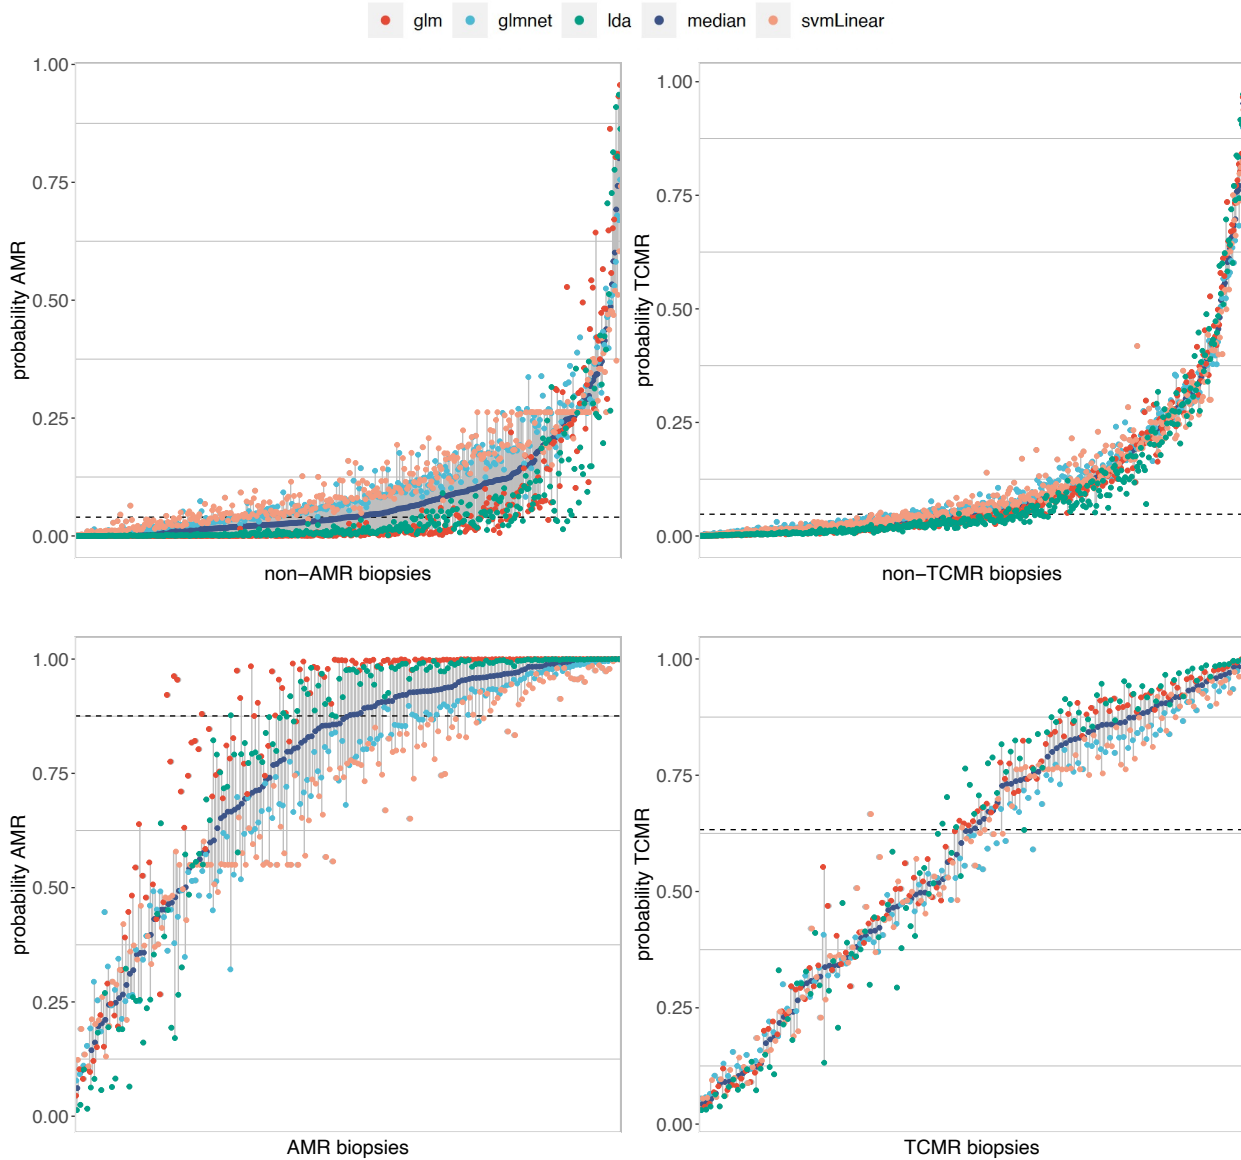 glm glmnet lda median svmLinear
probability AMR
1.00
0.75
0.50
0.25
0.00
non−AMR biopsies
probability TCMR
1.00
0.75
0.50
0.25
0.00
non−TCMR biopsies
probability AMR
1.00
0.75
0.50
0.25
0.00
AMR biopsies
probability TCMR
1.00
0.75
0.50
0.25
0.00
TCMR biopsies